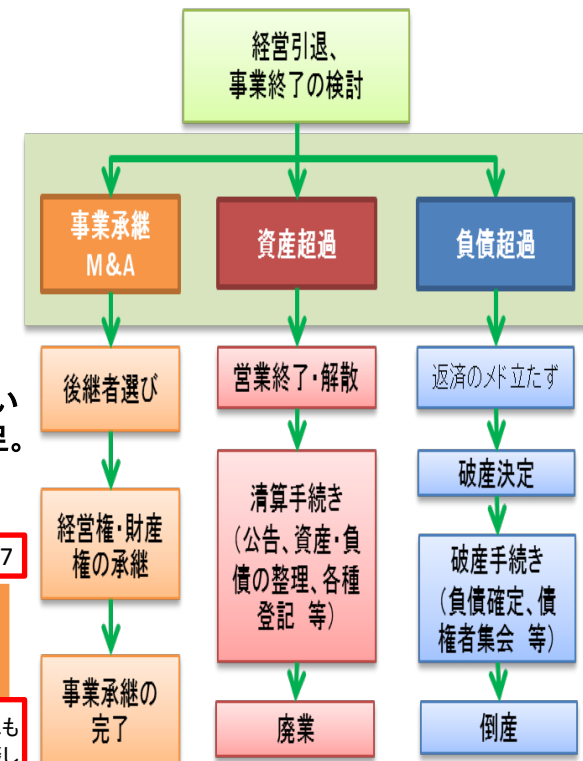 経営引退、
事業終了の検討
事業承継
M&A
資産超過
負債超過
後継者選び
営業終了・解散
返済のメド立たず
い
足。
経営権・財産
権の承継
清算手続き
(公告、資産・負
債の整理、各種
登記 等)
破産決定
7
破産手続き
(負債確定、債
権者集会 等)
事業承継の
完了
廃業
倒産
も